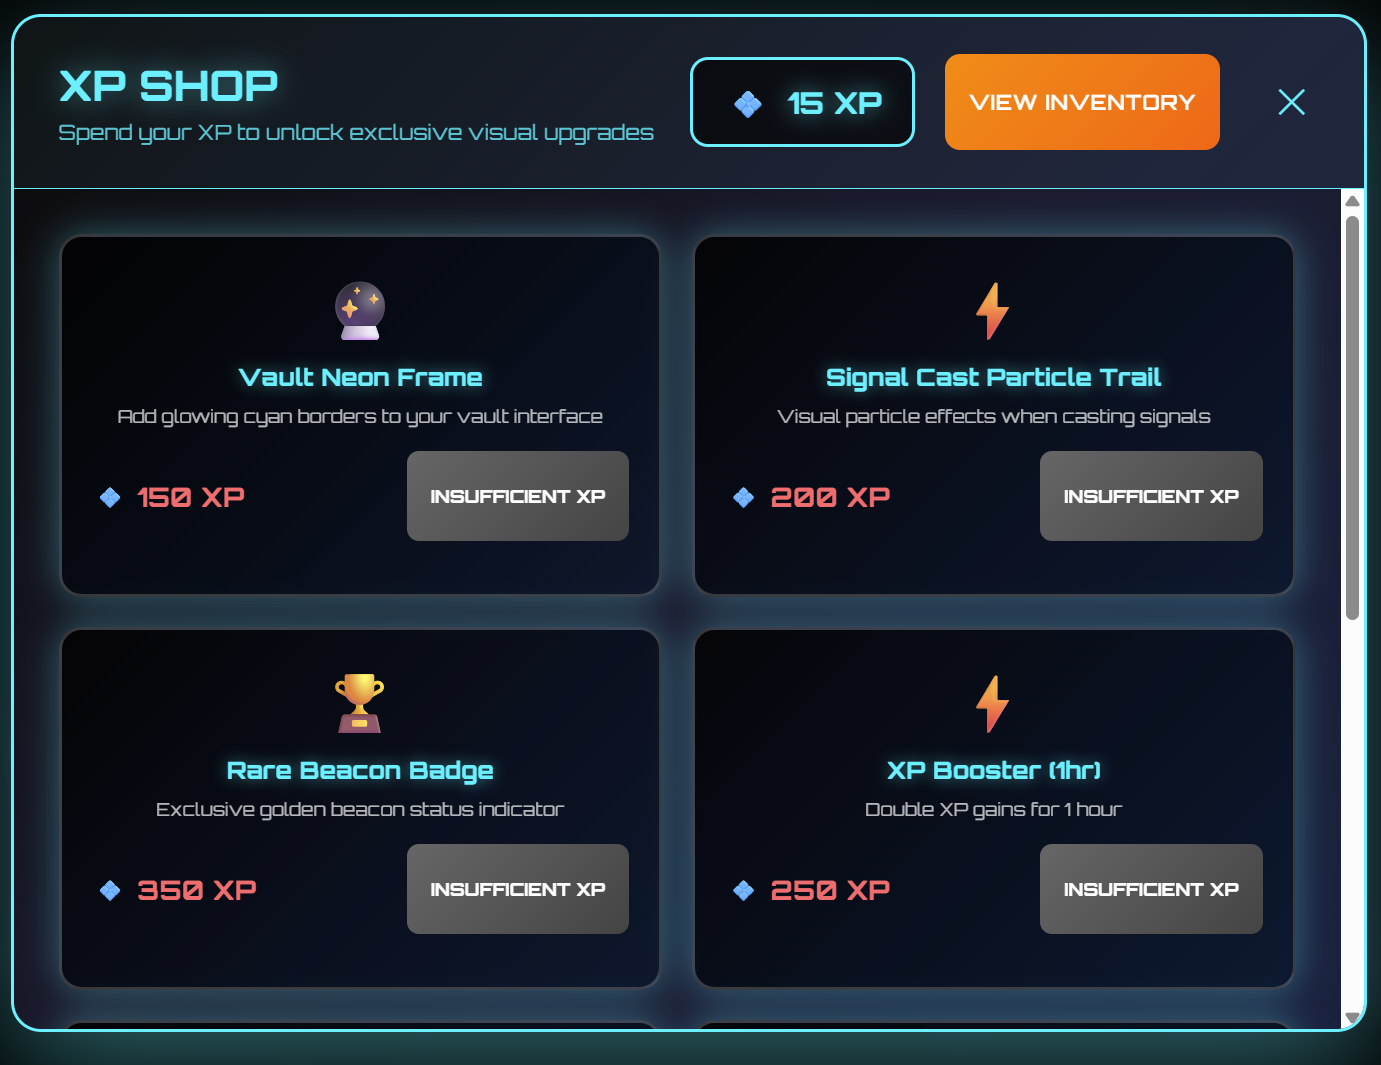 XP SHOP
Spend your XP to unlock exclusive visual upgrades
15 XP
VIEW INVENTORY
Vault Neon Frame
Add glowing cyan borders to your vault interface
150 XP
INSUFFICIENT XP
Signal Cast Particle Trail
Visual particle effects when casting signals
200 XP
INSUFFICIENT XP
Rare Beacon Badge
Exclusive golden beacon status indicator
350 XP
INSUFFICIENT XP
XP Booster (1hr)
Double XP gains for 1 hour
250 XP
INSUFFICIENT XP